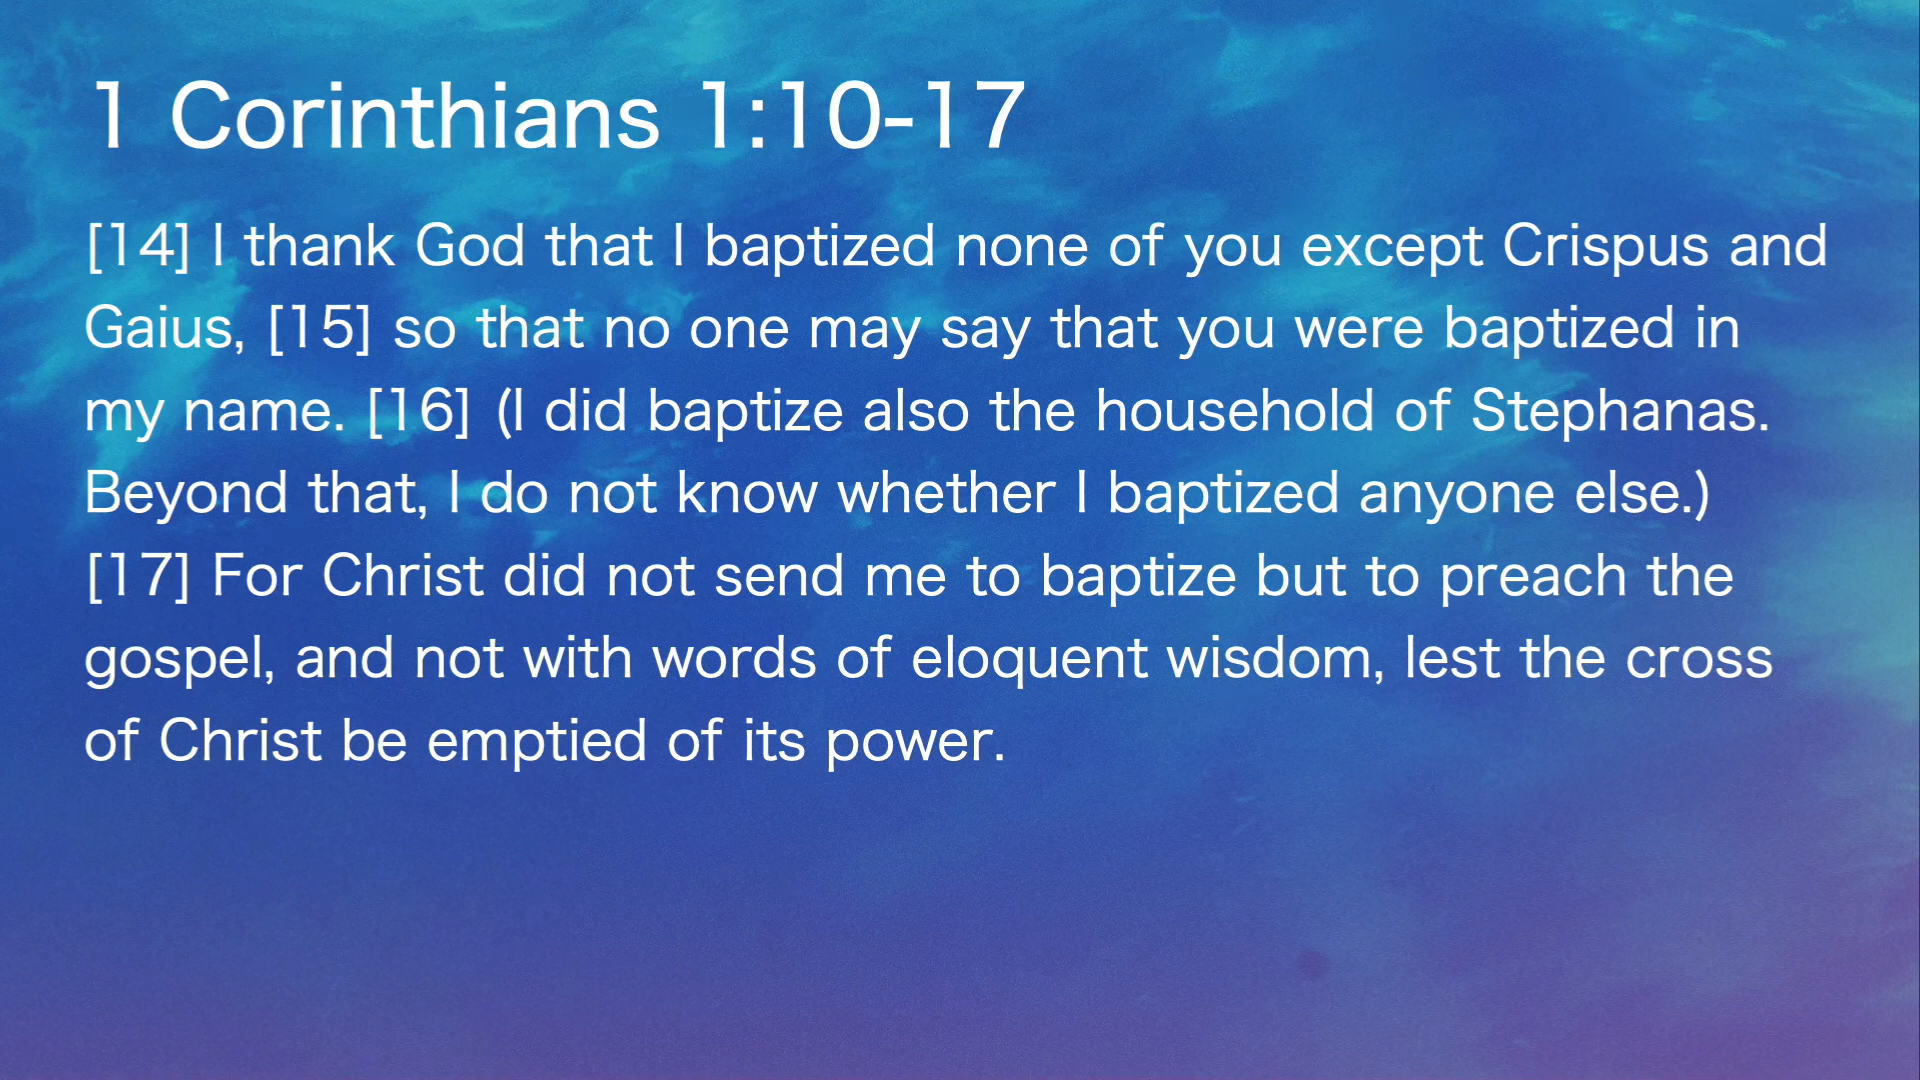 1 Corinthians 1:10-17
[14] I thank God that I baptized none of you except Crispus and
Gaius, [15] so that no one may say that you were baptized in
my name. [16] (I did baptize also the household of Stephanas.
Beyond that, I do not know whether I baptized anyone else.)
[17] For Christ did not send me to baptize but to preach the
gospel, and not with words of eloquent wisdom, lest the cross
of Christ be emptied of its power.